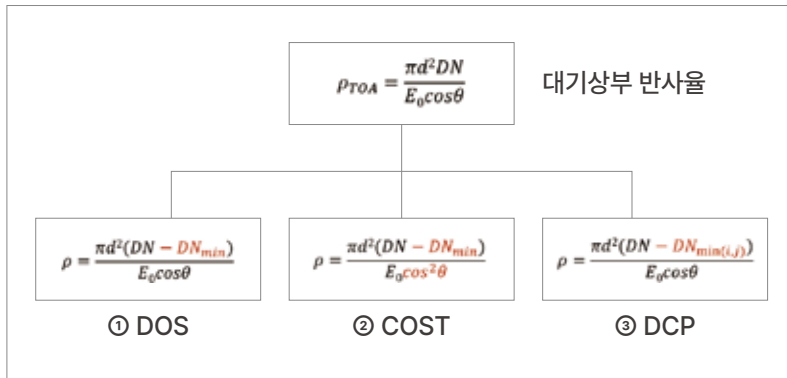 ρ_TOA = πd²DN / E₀cosθ
대기상부 반사율
ρ = πd²(DN − DN_min) / E₀cosθ
ρ = πd²(DN − DN_min) / E₀cos²θ
ρ = πd²(DN − DN_min(i,j)) / E₀cosθ
① DOS
② COST
③ DCP